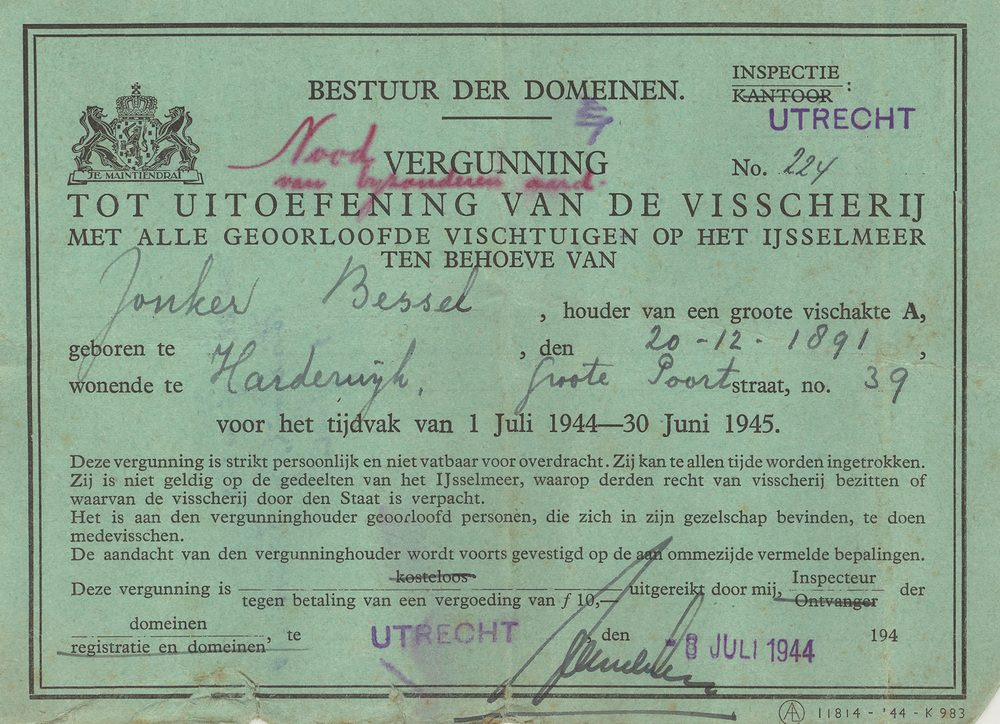 BESTUUR DER DOMEINEN.
INSPECTIE
KANTOOR :
UTRECHT
JE MAINTIENDRAI
Nood VERGUNNING
No. 224
van byzonderen aard.
TOT UITOEFENING VAN DE VISSCHERIJ
MET ALLE GEOORLOOFDE VISCHTUIGEN OP HET IJSSELMEER
TEN BEHOEVE VAN
Jonker Bessel , houder van een groote vischakte A,
geboren te , den 20-12-1891 ,
wonende te Harderwyk, Groote Poortstraat, no. 39
voor het tijdvak van 1 Juli 1944—30 Juni 1945.
Deze vergunning is strikt persoonlijk en niet vatbaar voor overdracht. Zij kan te allen tijde worden ingetrokken.
Zij is niet geldig op de gedeelten van het IJsselmeer, waarop derden recht van visscherij bezitten of
waarvan de visscherij door den Staat is verpacht.
Het is aan den vergunninghouder geoorloofd personen, die zich in zijn gezelschap bevinden, te doen
medevisschen.
De aandacht van den vergunninghouder wordt voorts gevestigd op de aan ommezijde vermelde bepalingen.
Deze vergunning is kosteloos
tegen betaling van een vergoeding van f 10,— uitgereikt door mij, Inspecteur
Ontvanger der
domeinen
registratie en domeinen , te UTRECHT , den - 8 JULI 1944 194
11814 - '44 - K 983